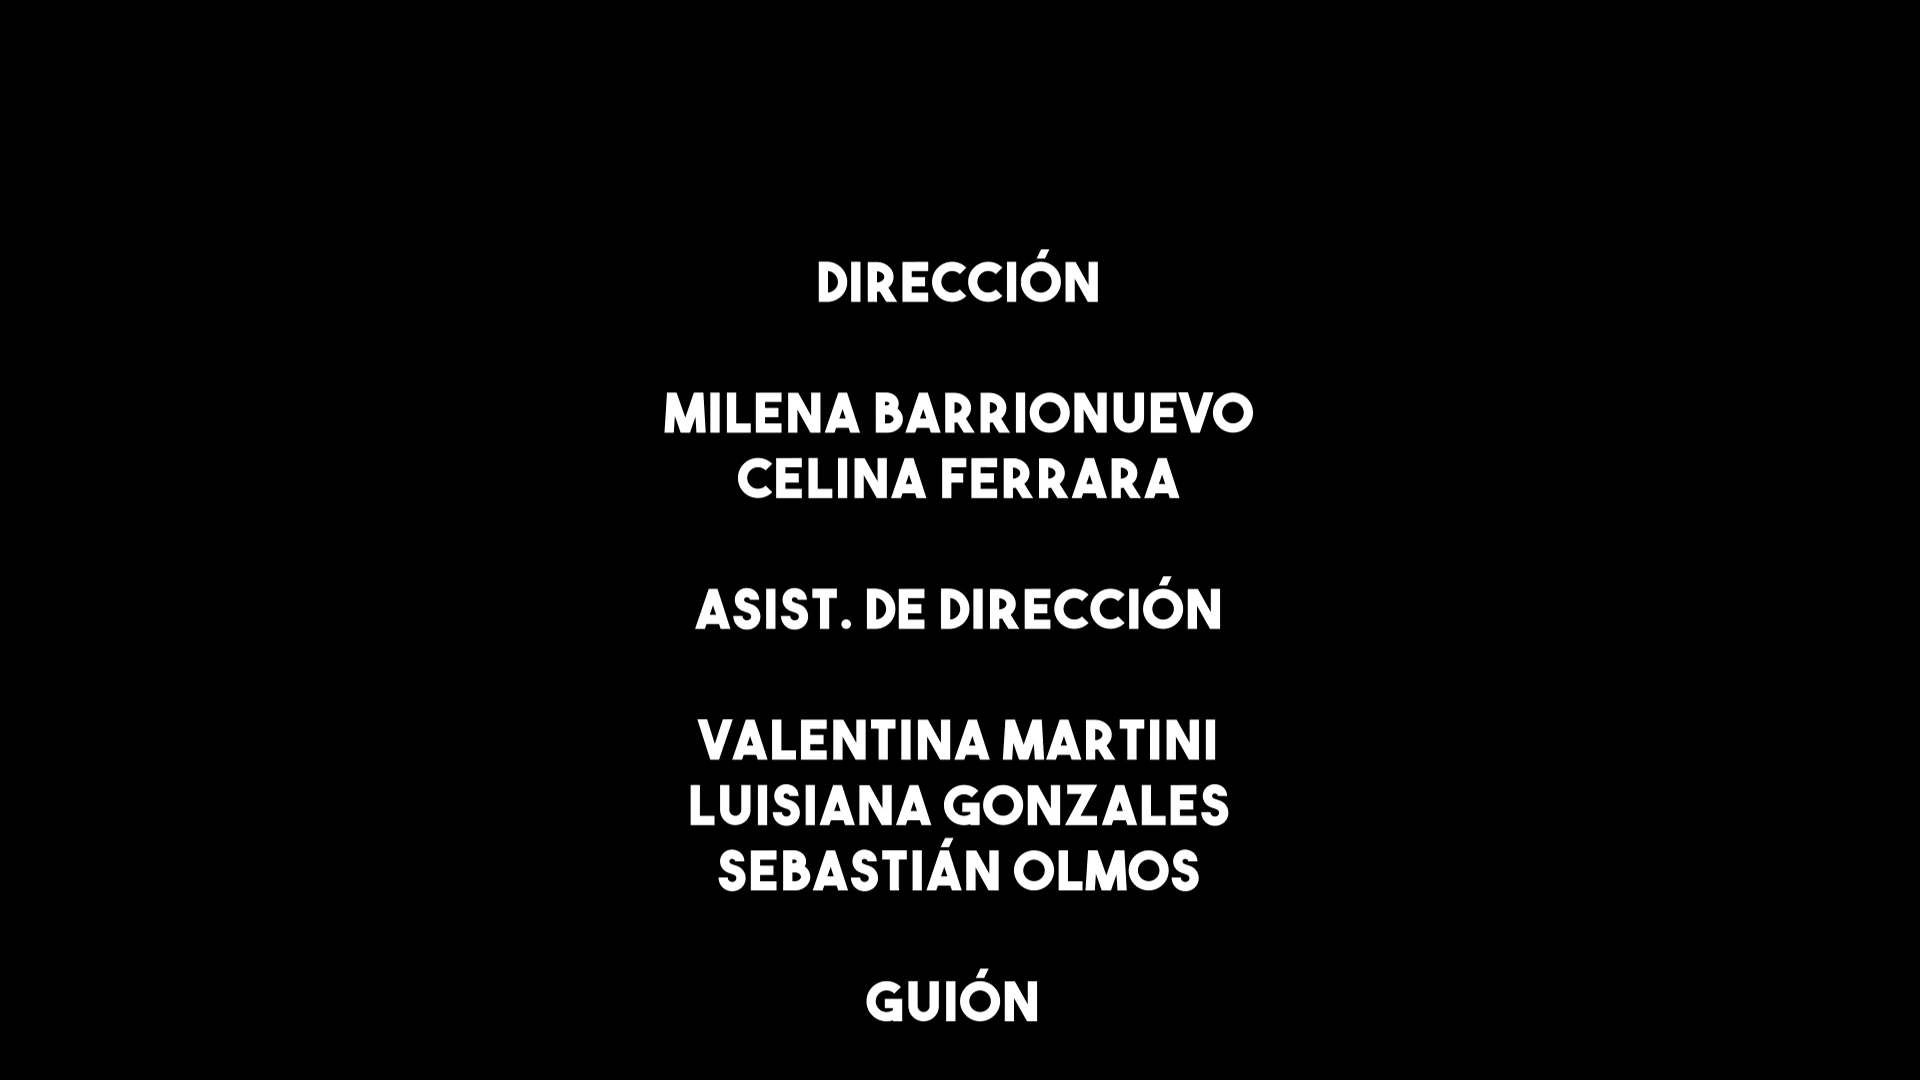 DIRECCIÓN
MILENA BARRIONUEVO
CELINA FERRARA
ASIST. DE DIRECCIÓN
VALENTINA MARTINI
LUISIANA GONZALES
SEBASTIÁN OLMOS
GUIÓN